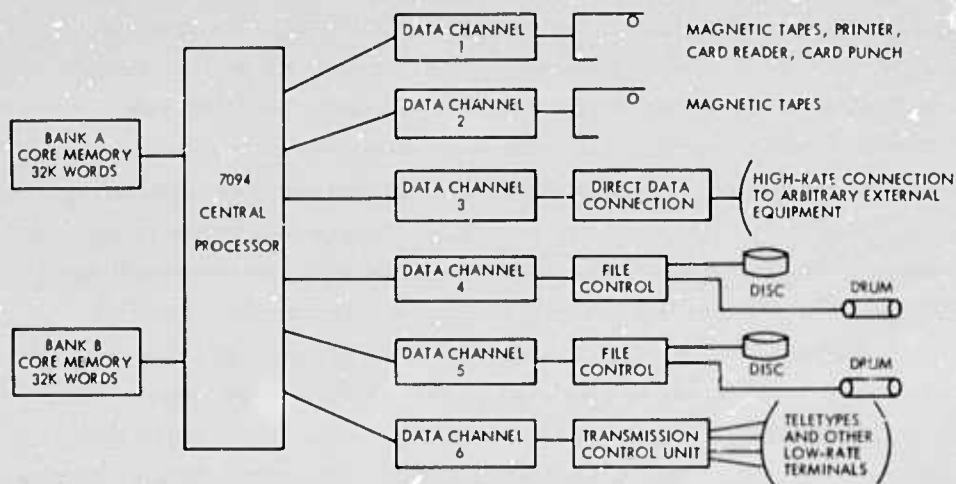 DATA CHANNEL
1
MAGNETIC TAPES, PRINTER,
CARD READER, CARD PUNCH
DATA CHANNEL
2
MAGNETIC TAPES
BANK A
CORE MEMORY
32K WORDS
7094
CENTRAL
PROCESSOR
DATA CHANNEL
3
DIRECT DATA
CONNECTION
HIGH-RATE CONNECTION
TO ARBITRARY EXTERNAL
EQUIPMENT
DATA CHANNEL
4
FILE
CONTROL
DISC
DRUM
BANK B
CORE MEMORY
32K WORDS
DATA CHANNEL
5
FILE
CONTROL
DISC
DRUM
DATA CHANNEL
6
TRANSMISSION
CONTROL UNIT
TELETYPES
AND OTHER
LOW-RATE
TERMINALS